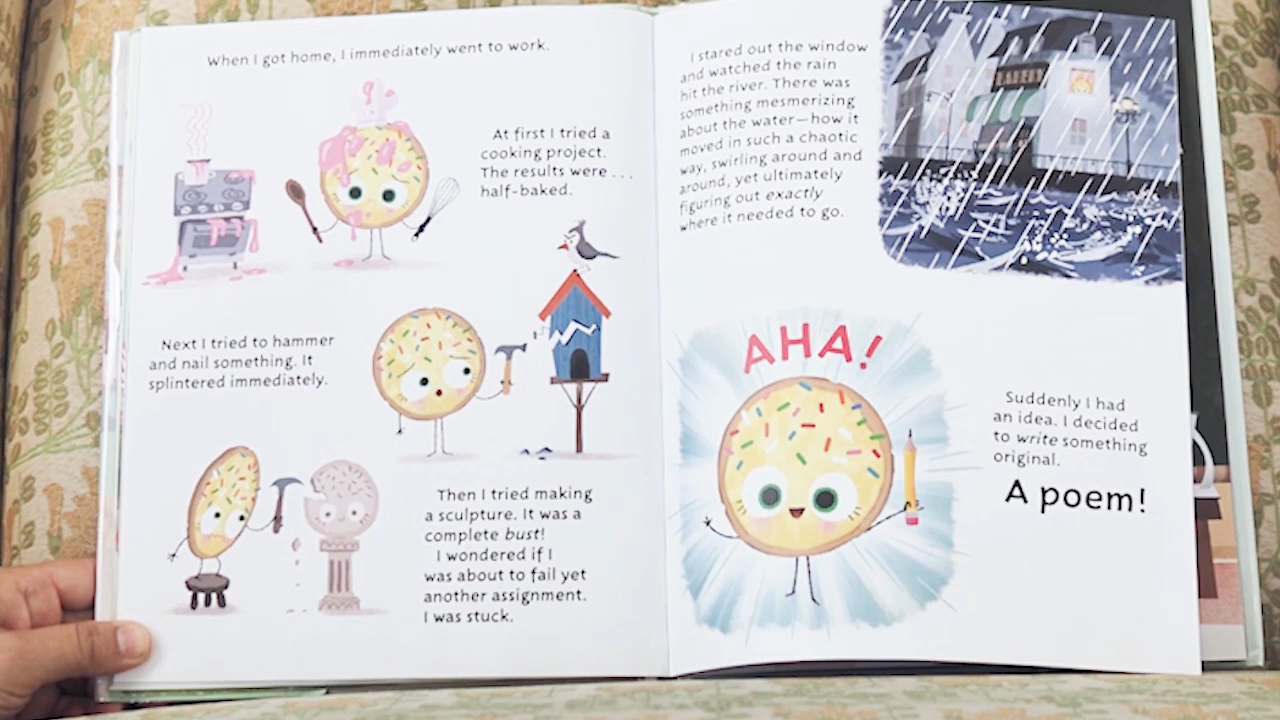 When I got home, I immediately went to work.
At first I tried a
cooking project.
The results were . . .
half-baked.
Next I tried to hammer
and nail something. It
splintered immediately.
Then I tried making
a sculpture. It was a
complete bust!
I wondered if I
was about to fail yet
another assignment.
I was stuck.
I stared out the window
and watched the rain
hit the river. There was
something mesmerizing
about the water—how it
moved in such a chaotic
way, swirling around and
around, yet ultimately
figuring out exactly
where it needed to go.
BAKERY
AHA!
Suddenly I had
an idea. I decided
to write something
original.
A poem!